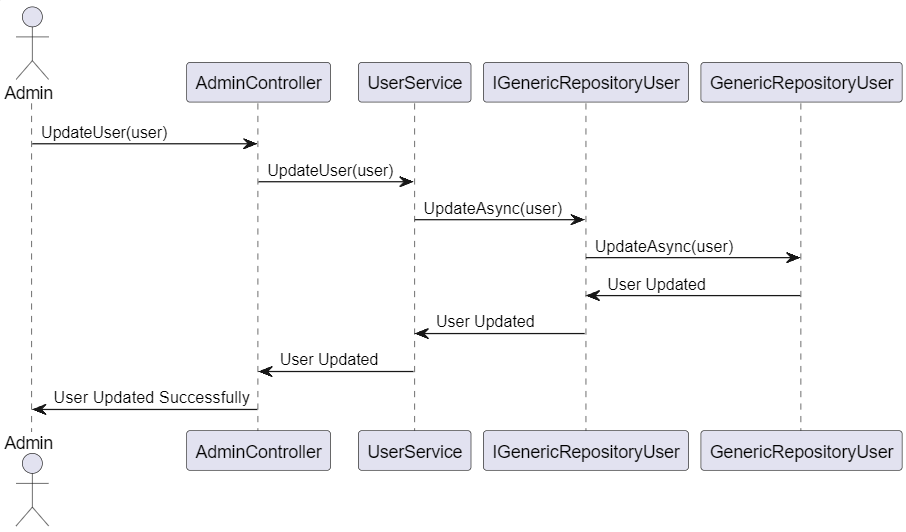 Admin
AdminController
UserService
IGenericRepositoryUser
GenericRepositoryUser
UpdateUser(user)
UpdateUser(user)
UpdateAsync(user)
UpdateAsync(user)
User Updated
User Updated
User Updated
User Updated Successfully
Admin
AdminController
UserService
IGenericRepositoryUser
GenericRepositoryUser